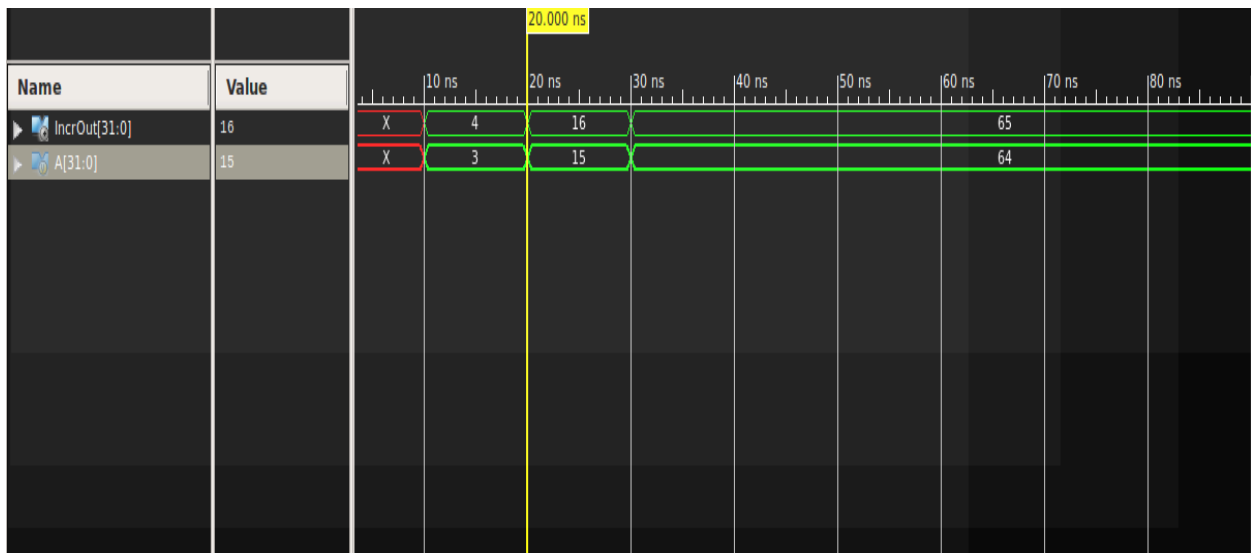 20.000 ns
Name Value
10 ns 20 ns 30 ns 40 ns 50 ns 60 ns 70 ns 80 ns
IncrOut[31:0] 16 X 4 16 65
A[31:0] 15 X 3 15 64